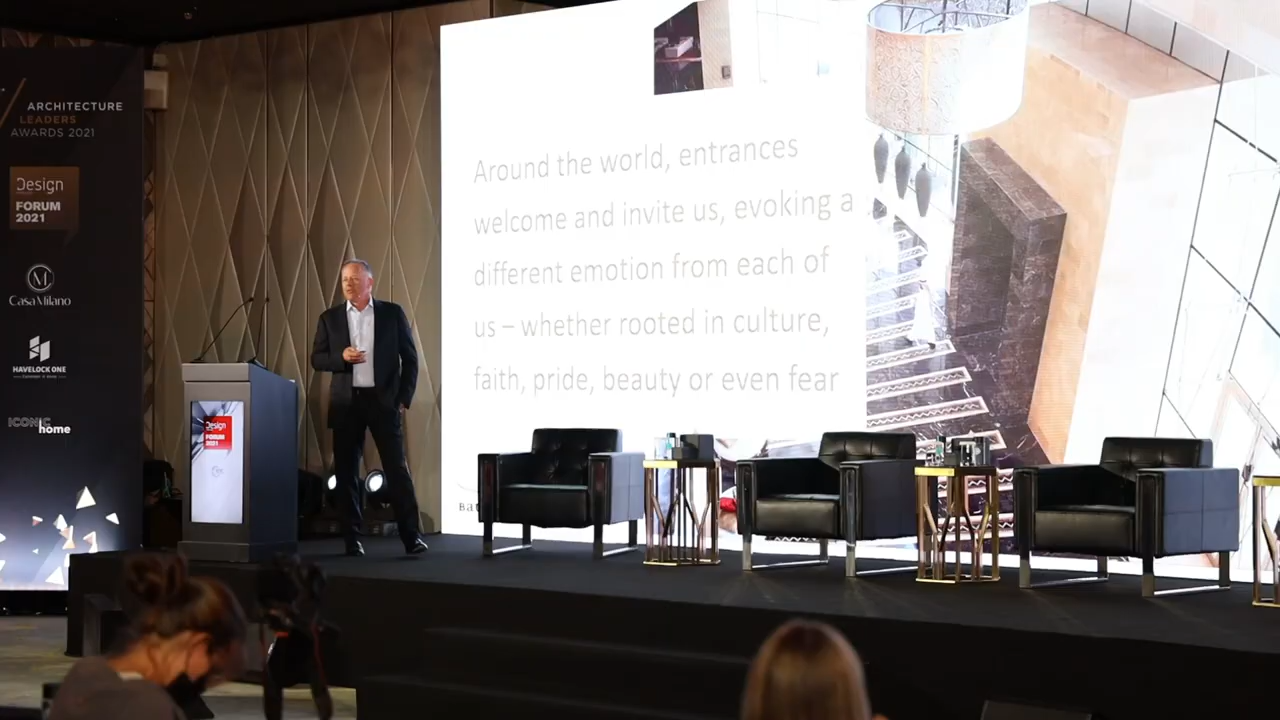 ARCHITECTURE
LEADERS
AWARDS 2021
Design
FORUM
2021
M
Casa Milano
HAVELOCK ONE
ICONIC
home
Design
FORUM
2021
Around the world, entrances
welcome and invite us, evoking a
different emotion from each of
us – whether rooted in culture,
faith, pride, beauty or even fear